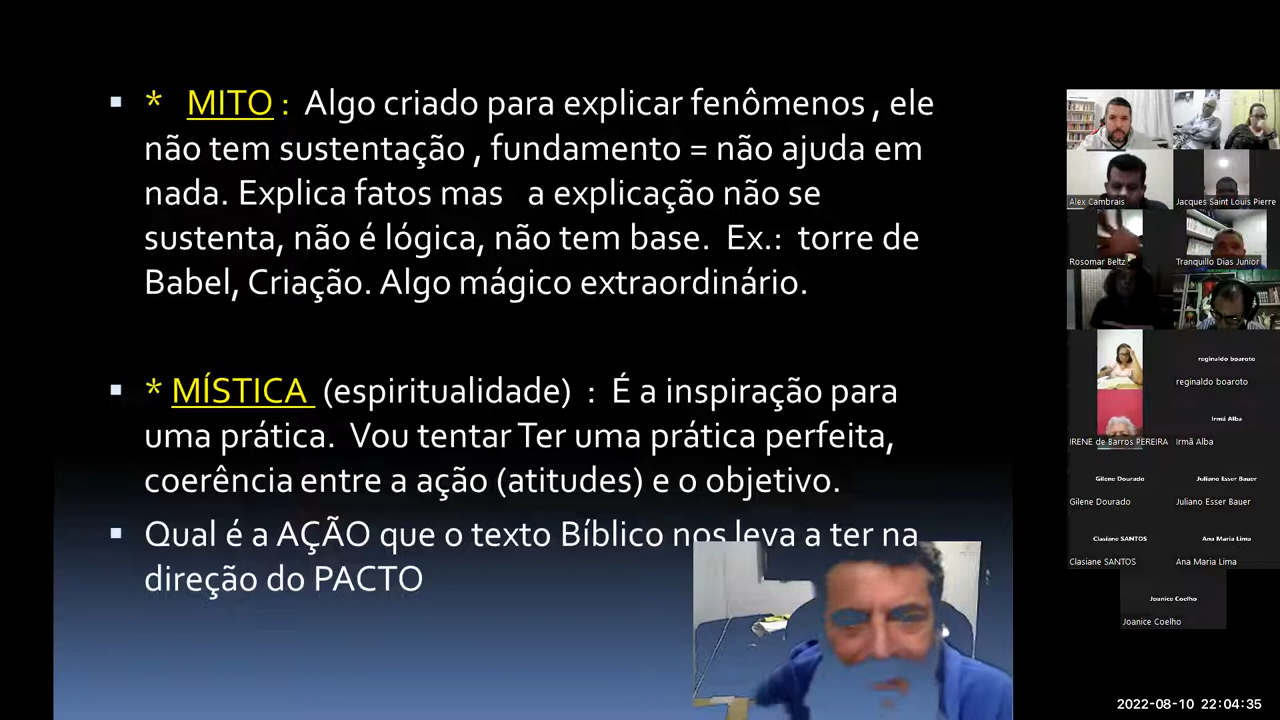 * MITO : Algo criado para explicar fenômenos , ele
não tem sustentação , fundamento = não ajuda em
nada. Explica fatos mas a explicação não se
sustenta, não é lógica, não tem base. Ex.: torre de
Babel, Criação. Algo mágico extraordinário.
* MÍSTICA (espiritualidade) : É a inspiração para
uma prática. Vou tentar Ter uma prática perfeita,
coerência entre a ação (atitudes) e o objetivo.
Qual é a AÇÃO que o texto Bíblico nos leva a ter na
direção do PACTO
Alex Cambrais
Jacques Saint Louis Pierre
Rosomar Beltz
Tranquillo Dias Junior
reginaldo boaroto
reginaldo boaroto
Irmã Alba
IRENE de Barros PEREIRA
Irmã Alba
Gilene Dourado
Juliano Esser Bauer
Gilene Dourado
Juliano Esser Bauer
Clasiane SANTOS
Ana Maria Lima
Clasiane SANTOS
Ana Maria Lima
Joanice Coelho
Joanice Coelho
2022-08-10 22:04:35